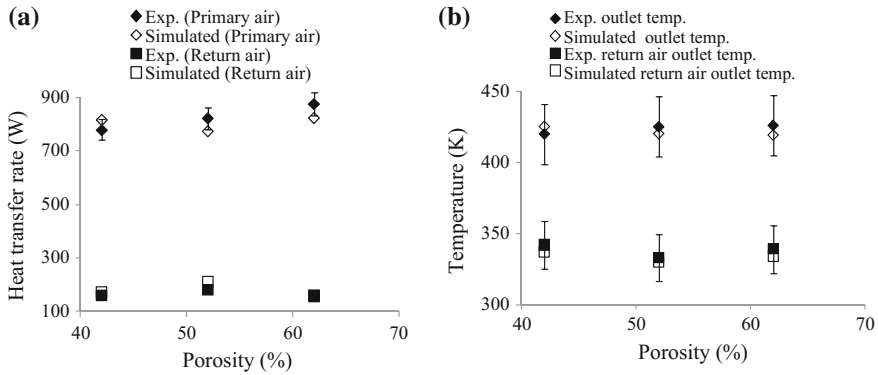 (a)
Exp. (Primary air)
Simulated (Primary air)
Exp. (Return air)
Simulated (Return air)
Heat transfer rate (W)
900
700
500
300
100
40 50 60 70
Porosity (%)
(b)
Exp. outlet temp.
Simulated outlet temp.
Exp. return air outlet temp.
Simulated return air outlet temp.
Temperature (K)
450
400
350
300
40 50 60 70
Porosity (%)